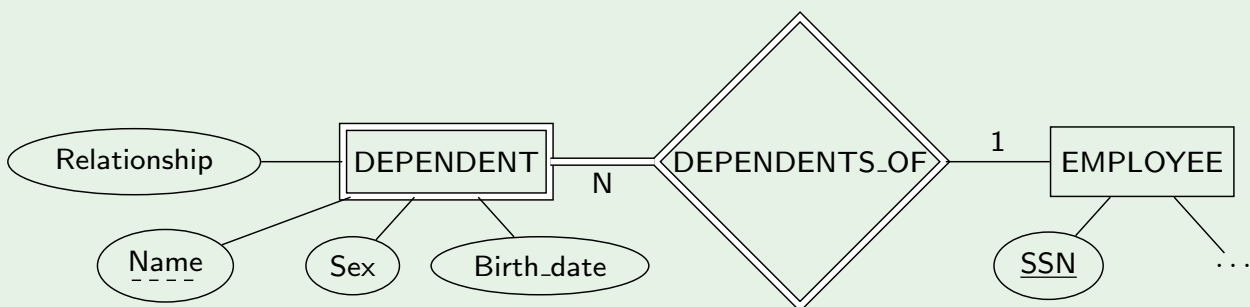 1
Relationship
DEPENDENT
DEPENDENTS_OF
EMPLOYEE
N
Name
Sex
Birth_date
SSN
...